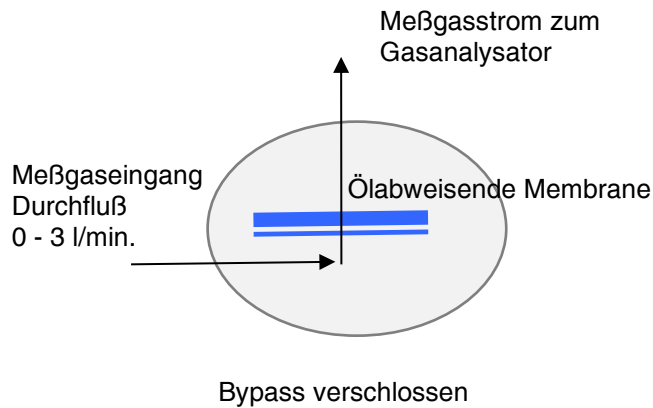 Meßgasstrom zum
Gasanalysator
Meßgaseingang
Durchfluß
0 - 3 l/min.
Ölabweisende Membrane
Bypass verschlossen